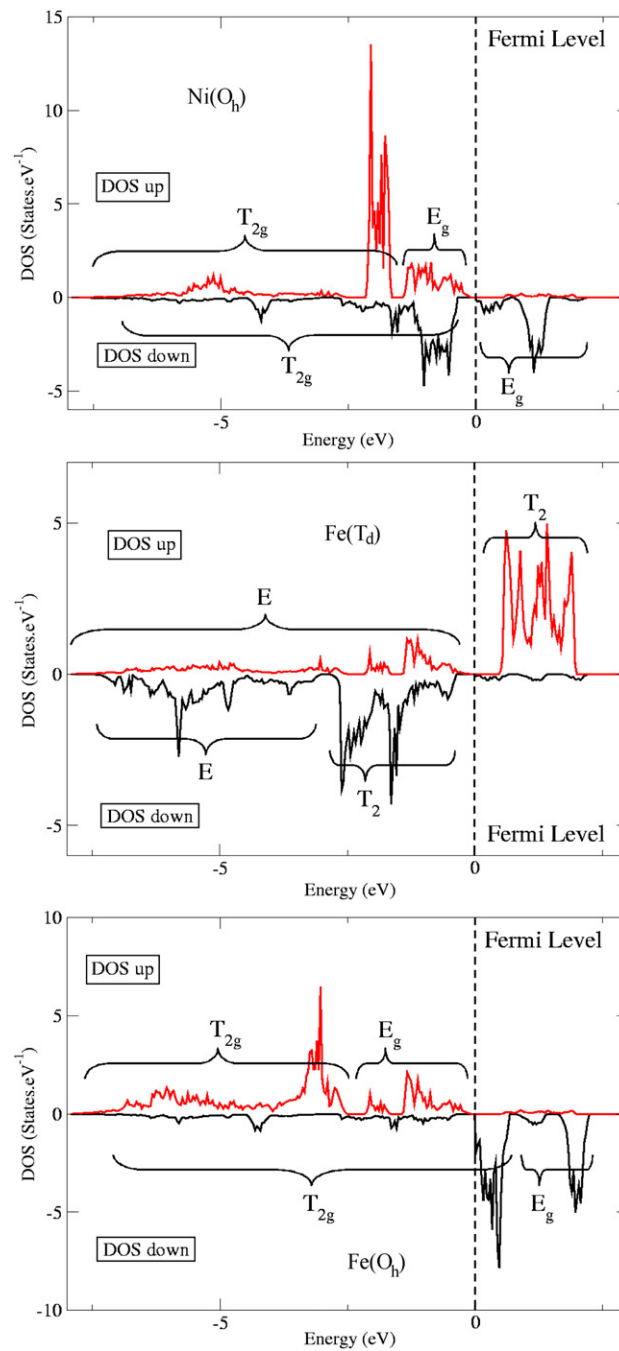 15
Fermi Level
Ni(Oh)
10
DOS up
T2g
Eg
5
0
DOS down
T2g
Eg
-5
-5
0
DOS (States.eV-1)
Energy (eV)
5
DOS up
Fe(Td)
T2
E
0
E
T2
DOS down
-5
Fermi Level
-5
0
DOS (States.eV-1)
Energy (eV)
10
Fermi Level
DOS up
5
T2g
Eg
0
T2g
Eg
-5
DOS down
Fe(Oh)
-10
-5
0
DOS (States.eV-1)
Energy (eV)